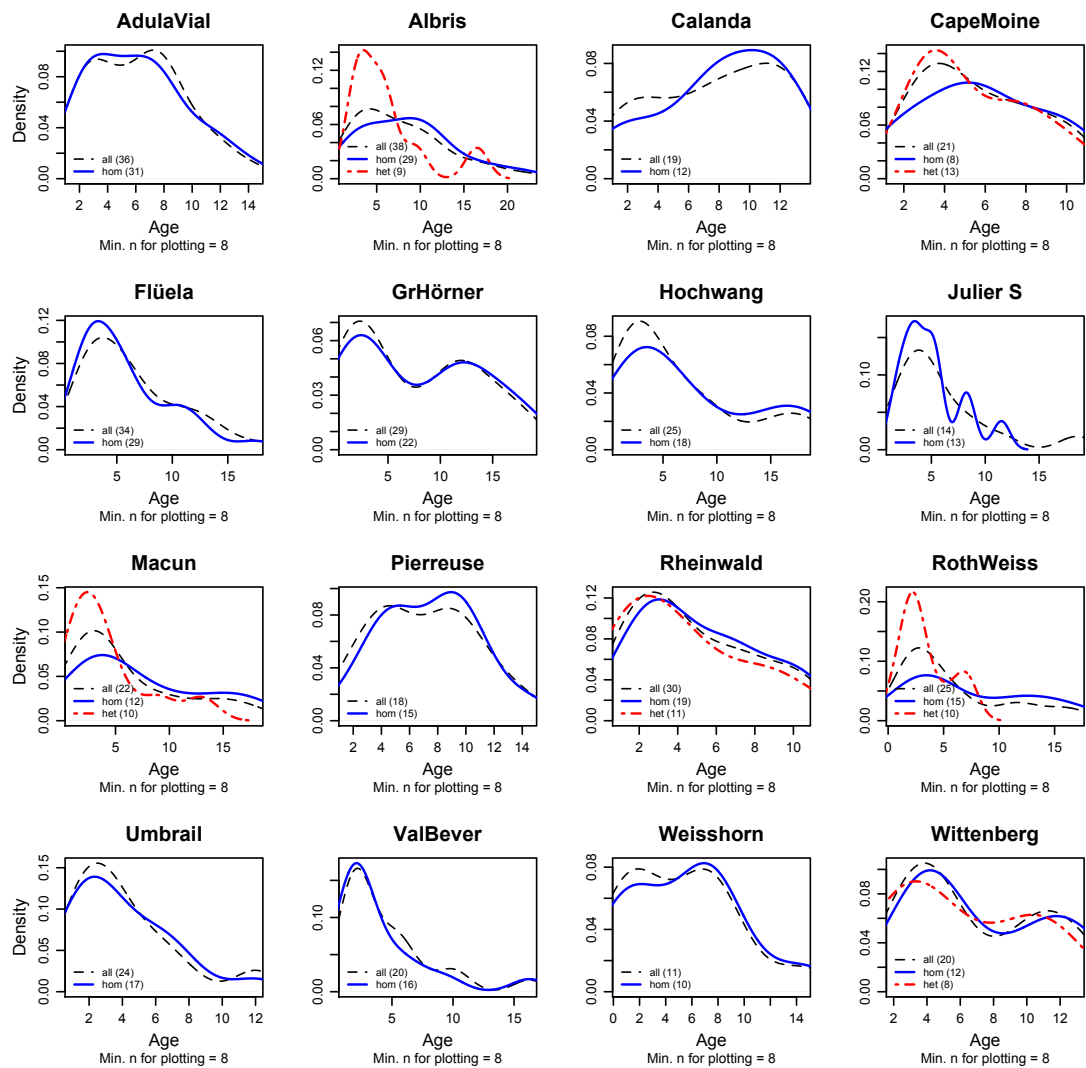 AdulaVial
Albris
Calanda
CapeMoine
Density
0.00 0.04 0.08
all (36)
hom (31)
2 4 6 8 10 12 14
Age
Min. n for plotting = 8
0.00 0.06 0.12
all (38)
hom (29)
het (9)
5 10 15 20
Age
Min. n for plotting = 8
0.00 0.04 0.08
all (19)
hom (12)
2 4 6 8 10 12
Age
Min. n for plotting = 8
0.00 0.04 0.08 0.12
all (21)
hom (8)
het (13)
2 4 6 8 10
Age
Min. n for plotting = 8
Flüela
GrHörner
Hochwang
Julier S
Density
0.00 0.04 0.08 0.12
all (34)
hom (29)
5 10 15
Age
Min. n for plotting = 8
0.00 0.03 0.06
all (29)
hom (22)
5 10 15
Age
Min. n for plotting = 8
0.00 0.04 0.08
all (25)
hom (18)
5 10 15
Age
Min. n for plotting = 8
0.00 0.10
all (14)
hom (13)
5 10 15
Age
Min. n for plotting = 8
Macun
Pierreuse
Rheinwald
RothWeiss
Density
0.00 0.05 0.10 0.15
all (22)
hom (12)
het (10)
5 10 15
Age
Min. n for plotting = 8
0.00 0.04 0.08
all (18)
hom (15)
2 4 6 8 10 12 14
Age
Min. n for plotting = 8
0.00 0.04 0.08 0.12
all (30)
hom (19)
het (11)
2 4 6 8 10
Age
Min. n for plotting = 8
0.00 0.10 0.20
all (25)
hom (15)
het (10)
0 5 10 15
Age
Min. n for plotting = 8
Umbrail
ValBever
Weisshorn
Wittenberg
Density
0.00 0.05 0.10 0.15
all (24)
hom (17)
2 4 6 8 10 12
Age
Min. n for plotting = 8
0.00 0.10
all (20)
hom (16)
5 10 15
Age
Min. n for plotting = 8
0.00 0.04 0.08
all (11)
hom (10)
0 2 4 6 8 10 14
Age
Min. n for plotting = 8
0.00 0.04 0.08
all (20)
hom (12)
het (8)
2 4 6 8 10 12
Age
Min. n for plotting = 8